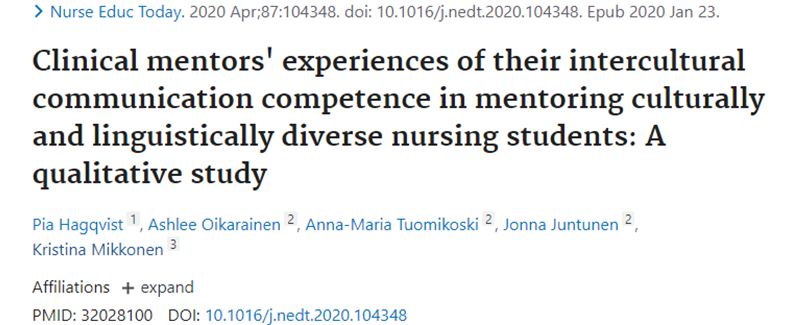 > Nurse Educ Today. 2020 Apr;87:104348. doi: 10.1016/j.nedt.2020.104348. Epub 2020 Jan 23.
Clinical mentors' experiences of their intercultural
communication competence in mentoring culturally
and linguistically diverse nursing students: A
qualitative study
Pia Hagqvist 1, Ashlee Oikarainen 2, Anna-Maria Tuomikoski 2, Jonna Juntunen 2,
Kristina Mikkonen 3
Affiliations + expand
PMID: 32028100 DOI: 10.1016/j.nedt.2020.104348